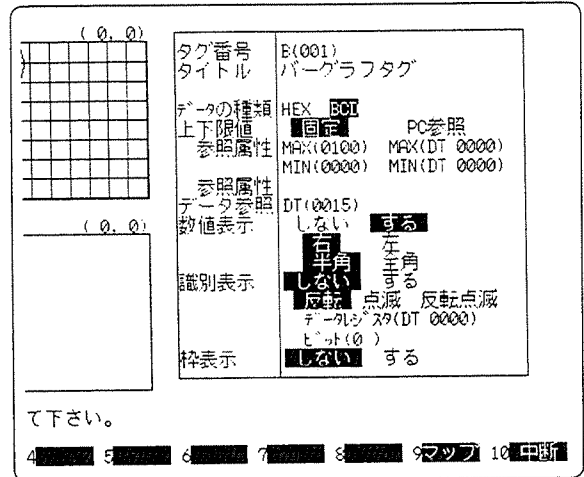 ( 0, 0)
タグ番号 B(001)
タイトル バーグラフタグ
データの種類 HEX BCD
上下限値 固定 PC参照
参照属性 MAX(0100) MAX(DT 0000)
MIN(0000) MIN(DT 0000)
参照属性
データ参照 DT(0015)
( 0, 0)
数値表示 しない する
右 左
半角 全角
識別表示 しない する
反転 点滅 反転点滅
データレジスタ(DT 0000)
ビット(0 )
枠表示 しない する
て下さい。
4 5 6 7 8 9マップ 10中断